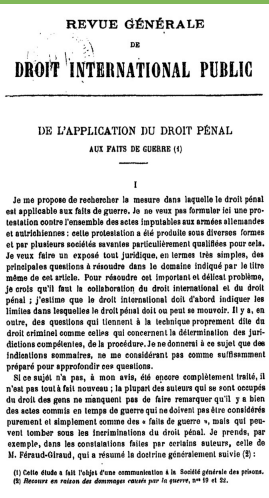 REVUE GÉNÉRALE
DE
DROIT INTERNATIONAL PUBLIC
DE L'APPLICATION DU DROIT PÉNAL
AUX FAITS DE GUERRE (1)
I
Je me propose de rechercher la mesure dans laquelle le droit pénal
est applicable aux faits de guerre. Je ne veux pas formuler ici une pro-
testation contre l'ensemble des actes imputables aux armées allemandes
et autrichiennes : cette protestation a été produite sous diverses formes
et par plusieurs sociétés savantes particulièrement qualifiées pour cela.
Je veux faire un exposé tout juridique, en termes très simples, des
principales questions à résoudre dans le domaine indiqué par le titre
même de cet article. Pour résoudre cet important et délicat problème,
je crois qu'il faut la collaboration du droit international et du droit
pénal ; j'estime que le droit international doit d'abord indiquer les
limites dans lesquelles le droit pénal doit ou peut se mouvoir. Il y a, en
outre, des questions qui tiennent à la technique proprement dite du
droit criminel comme celles qui concernent la détermination des juri-
dictions compétentes, de la procédure. Je ne donnerai à ce sujet que des
indications sommaires, ne me considérant pas comme suffisamment
préparé pour approfondir ces questions.
Si ce sujet n'a pas, à mon avis, été encore complètement traité, il
n'est pas tout à fait nouveau ; la plupart des auteurs qui se sont occupés
du droit des gens ne manquent pas de faire remarquer qu'il y a bien
des actes commis en temps de guerre qui ne doivent pas être considérés
purement et simplement comme des « faits de guerre », mais qui peu-
vent tomber sous les incriminations du droit pénal. Je prends, par
exemple, dans les constatations faites par certains auteurs, celle de
M. Féraud-Giraud, qui a résumé la doctrine généralement suivie (2) :
(1) Cette étude a fait l'objet d'une communication à la Société générale des prisons.
(2) Recours en raison des dommages causés par la guerre, nos 19 et 21.